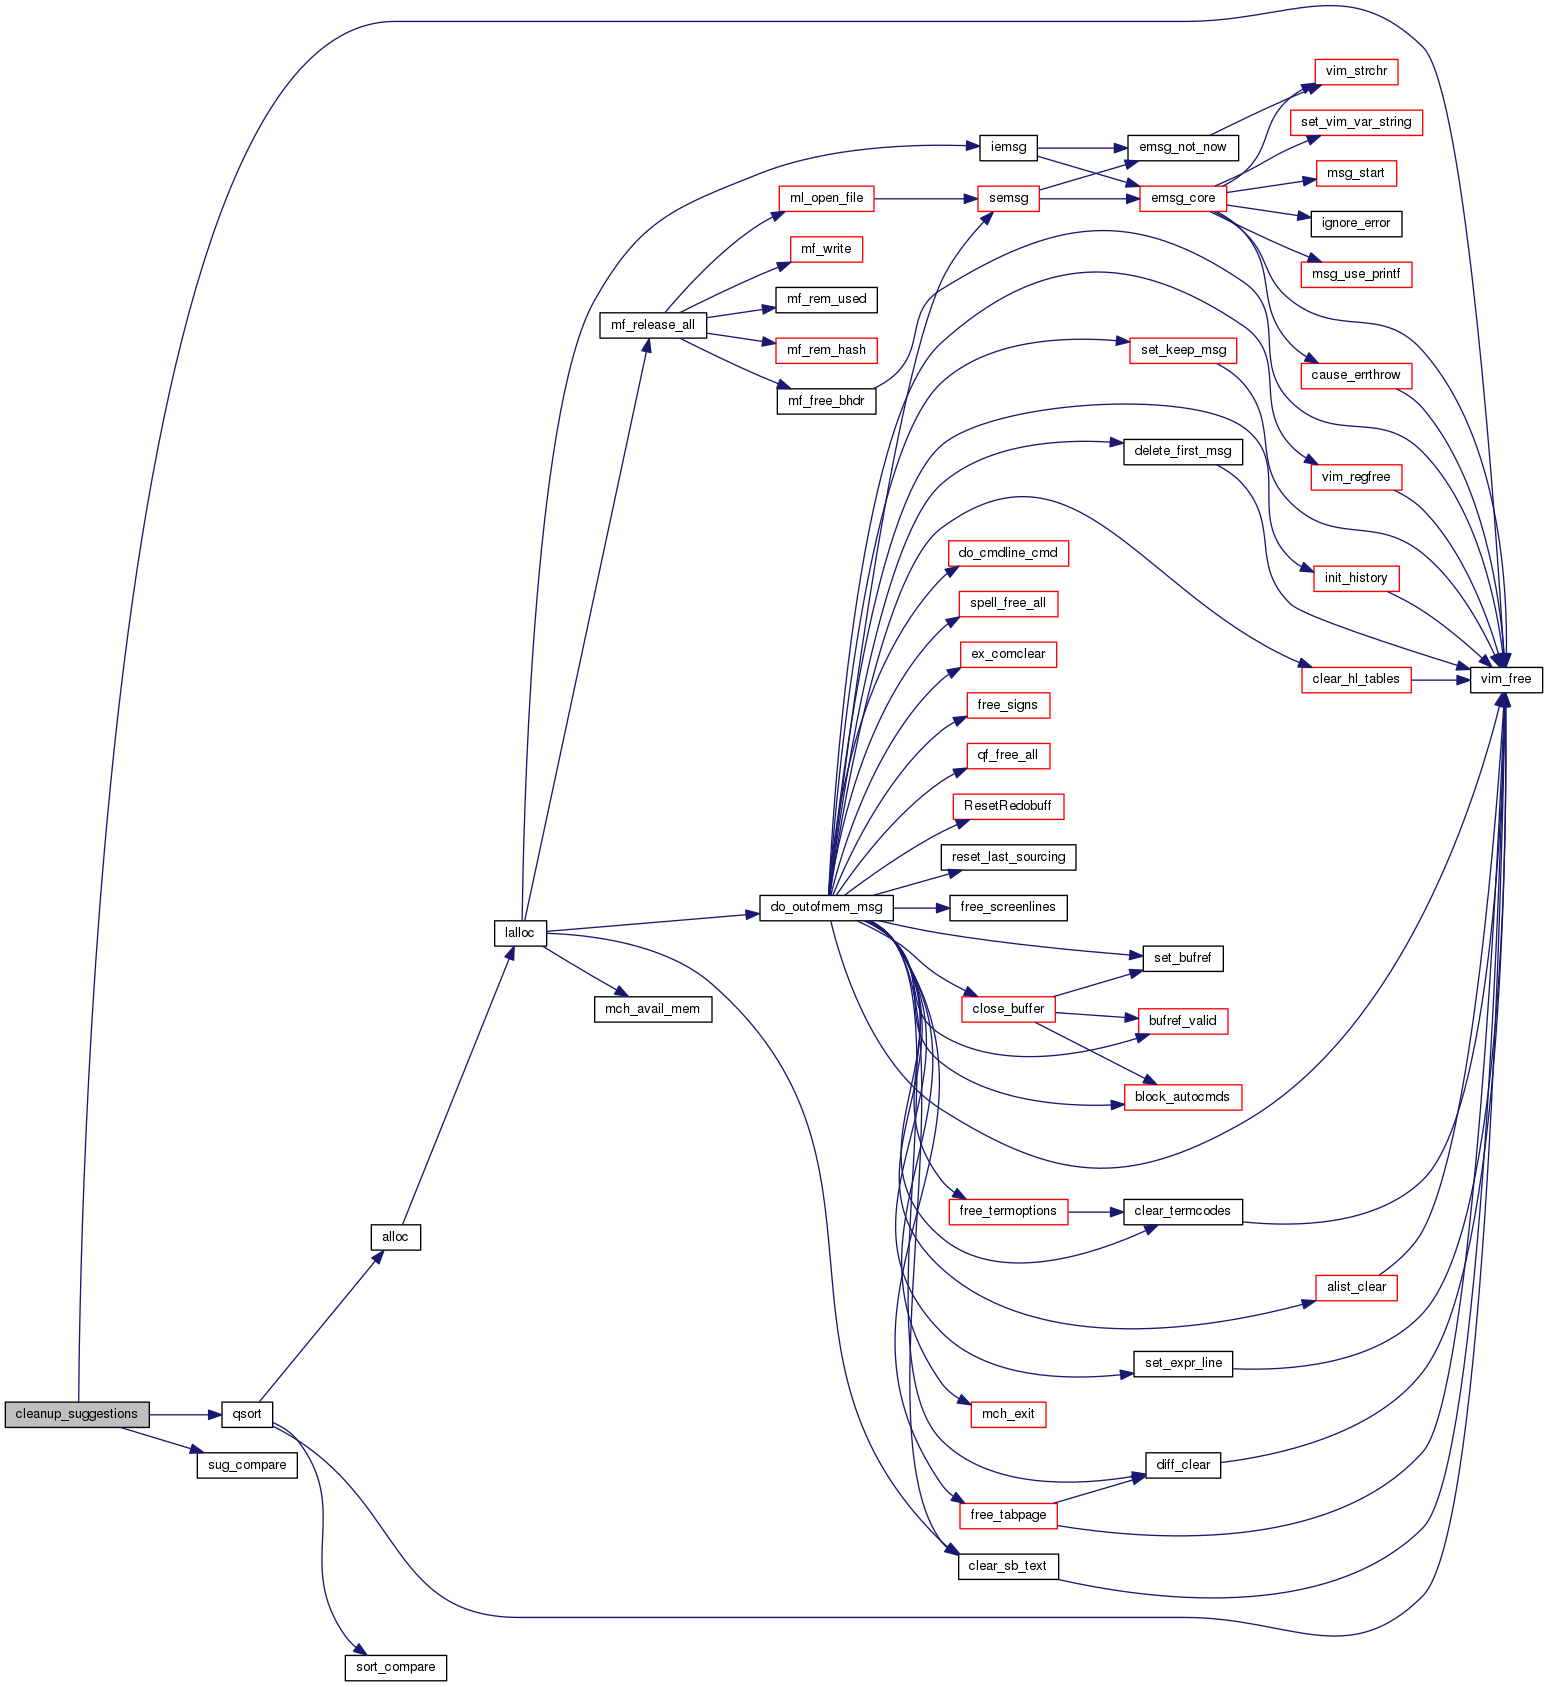 vim_strchr
set_vim_var_string
iemsg
emsg_not_now
msg_start
ml_open_file
semsg
emsg_core
ignore_error
mf_write
msg_use_printf
mf_rem_used
mf_release_all
mf_rem_hash
set_keep_msg
cause_errthrow
mf_free_bhdr
delete_first_msg
vim_regfree
do_cmdline_cmd
init_history
spell_free_all
ex_comclear
clear_hl_tables
vim_free
free_signs
qf_free_all
ResetRedobuff
reset_last_sourcing
do_outofmem_msg
free_screenlines
lalloc
set_bufref
mch_avail_mem
close_buffer
bufref_valid
block_autocmds
free_termoptions
clear_termcodes
alloc
alist_clear
set_expr_line
cleanup_suggestions
qsort
mch_exit
sug_compare
diff_clear
free_tabpage
clear_sb_text
sort_compare